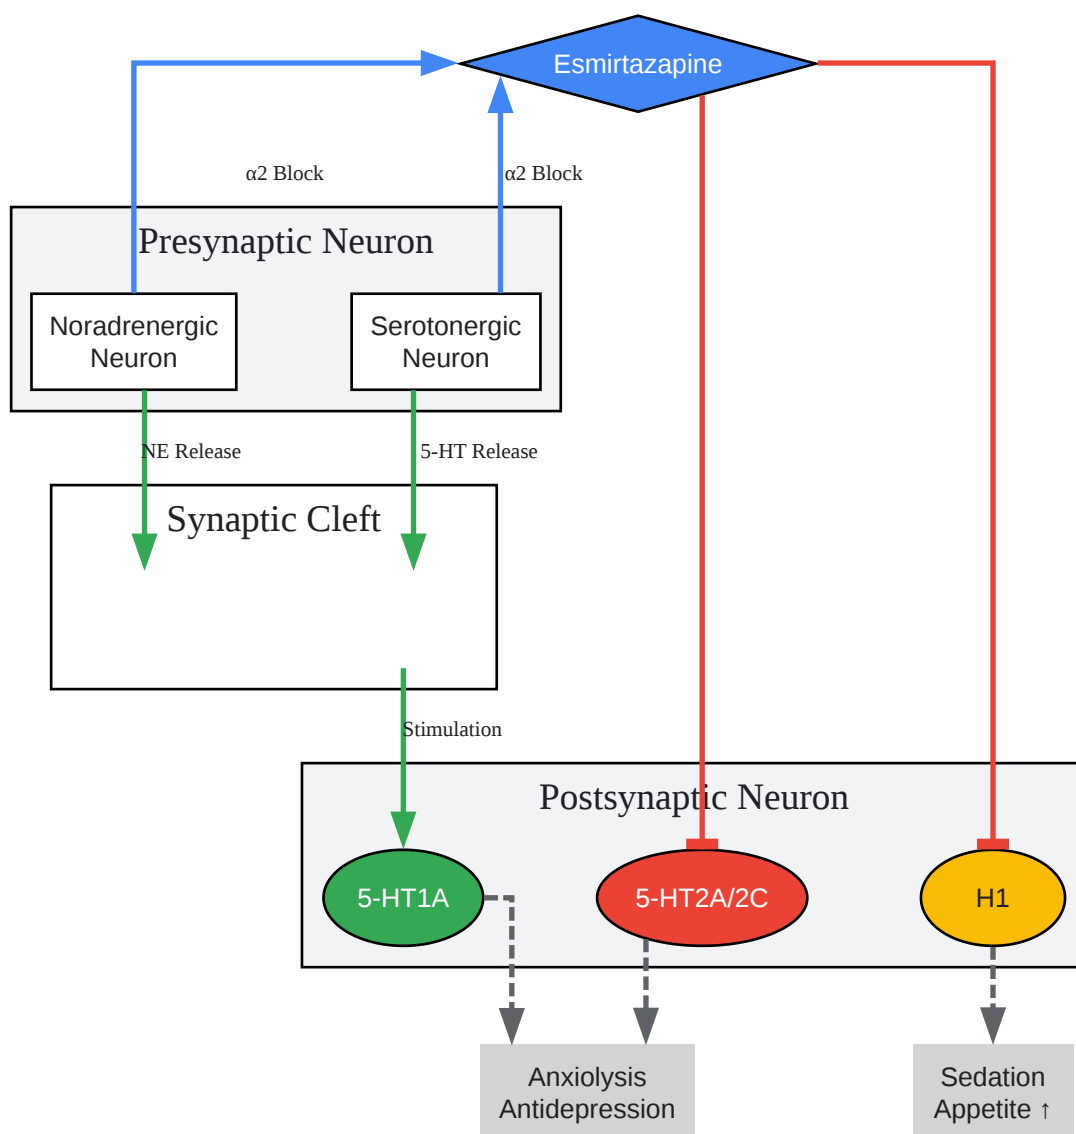 Esmirtazapine
α2 Block
α2 Block
Presynaptic Neuron
Noradrenergic
Neuron
Serotonergic
Neuron
NE Release
5-HT Release
Synaptic Cleft
Stimulation
Postsynaptic Neuron
5-HT1A
5-HT2A/2C
H1
Anxiolysis
Antidepression
Sedation
Appetite ↑